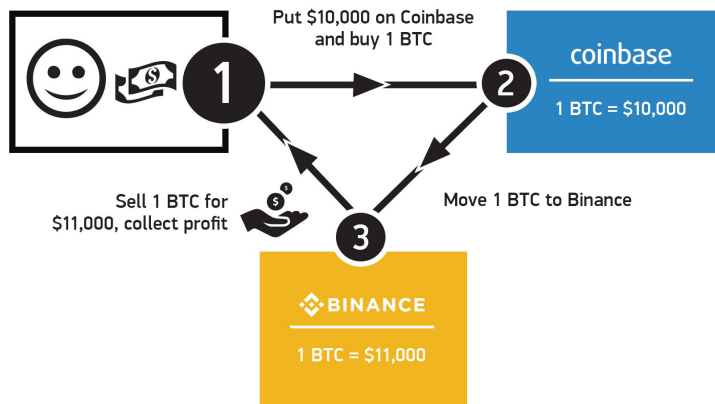 Put $10,000 on Coinbase
and buy 1 BTC
$
1
2
coinbase
1 BTC = $10,000
Sell 1 BTC for
$11,000, collect profit
$
$
Move 1 BTC to Binance
3
BINANCE
1 BTC = $11,000